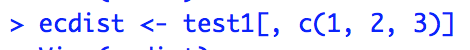 > ecdist <- test1[, c(1, 2, 3)]